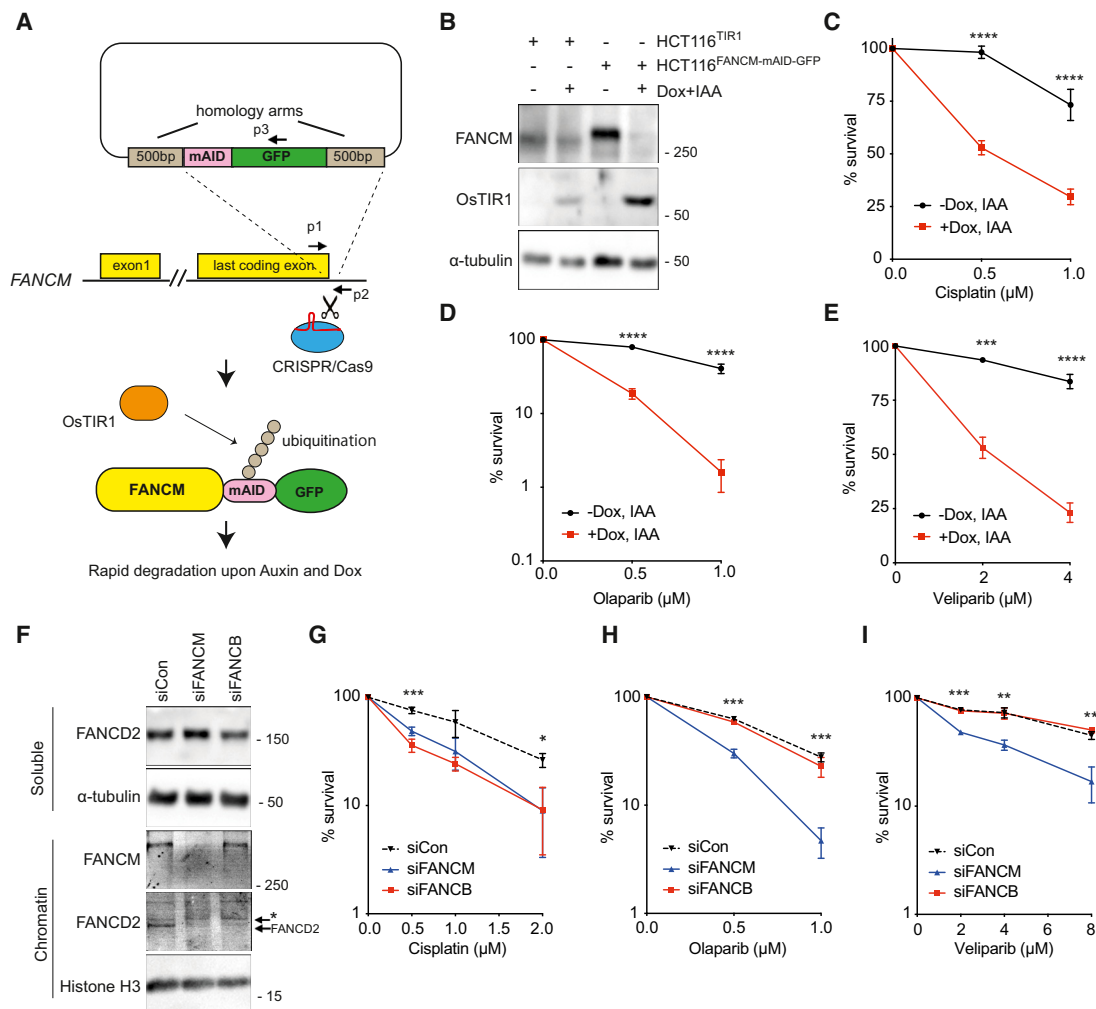 A
homology arms
p3
500bp
mAID
GFP
500bp
p1
exon1
last coding exon
FANCM
p2
CRISPR/Cas9
OsTIR1
ubiquitination
FANCM
mAID
GFP
Rapid degradation upon Auxin and Dox
B
+ + - - HCT116TIR1
- - + + HCT116FANCM-mAID-GFP
- + - + Dox+IAA
FANCM
- 250
OsTIR1
- 50
α-tubulin
- 50
C
****
****
100
75
50
25
0
% survival
-Dox, IAA
+Dox, IAA
0.0 0.5 1.0
Cisplatin (µM)
D
****
****
100
10
1
0.1
% survival
-Dox, IAA
+Dox, IAA
0.0 0.5 1.0
Olaparib (µM)
E
***
****
100
75
50
25
0
% survival
-Dox, IAA
+Dox, IAA
0 2 4
Veliparib (µM)
F
siCon
siFANCM
siFANCB
Soluble
FANCD2
- 150
α-tubulin
- 50
Chromatin
FANCM
- 250
FANCD2
*
FANCD2
Histone H3
- 15
G
***
*
100
10
1
% survival
siCon
siFANCM
siFANCB
0.0 0.5 1.0 2.0
Cisplatin (µM)
H
***
***
100
10
1
% survival
siCon
siFANCM
siFANCB
0.0 0.5 1.0
Olaparib (µM)
I
***
**
**
100
10
1
% survival
siCon
siFANCM
siFANCB
0 2 4 6 8
Veliparib (µM)